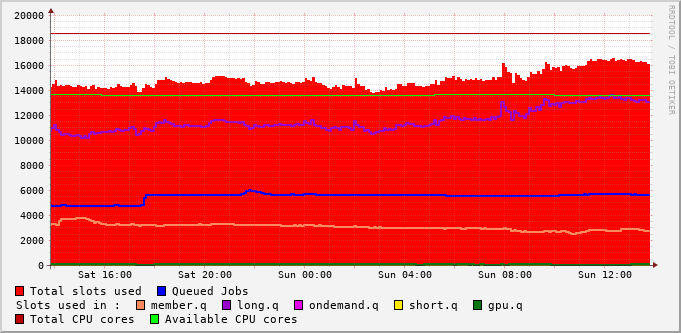 20000
18000
16000
14000
12000
10000
8000
6000
4000
2000
0
Sat 16:00 Sat 20:00 Sun 00:00 Sun 04:00 Sun 08:00 Sun 12:00
RRDTOOL / TOBI OETIKER
Total slots used Queued Jobs
Slots used in : member.q long.q ondemand.q short.q gpu.q
Total CPU cores Available CPU cores